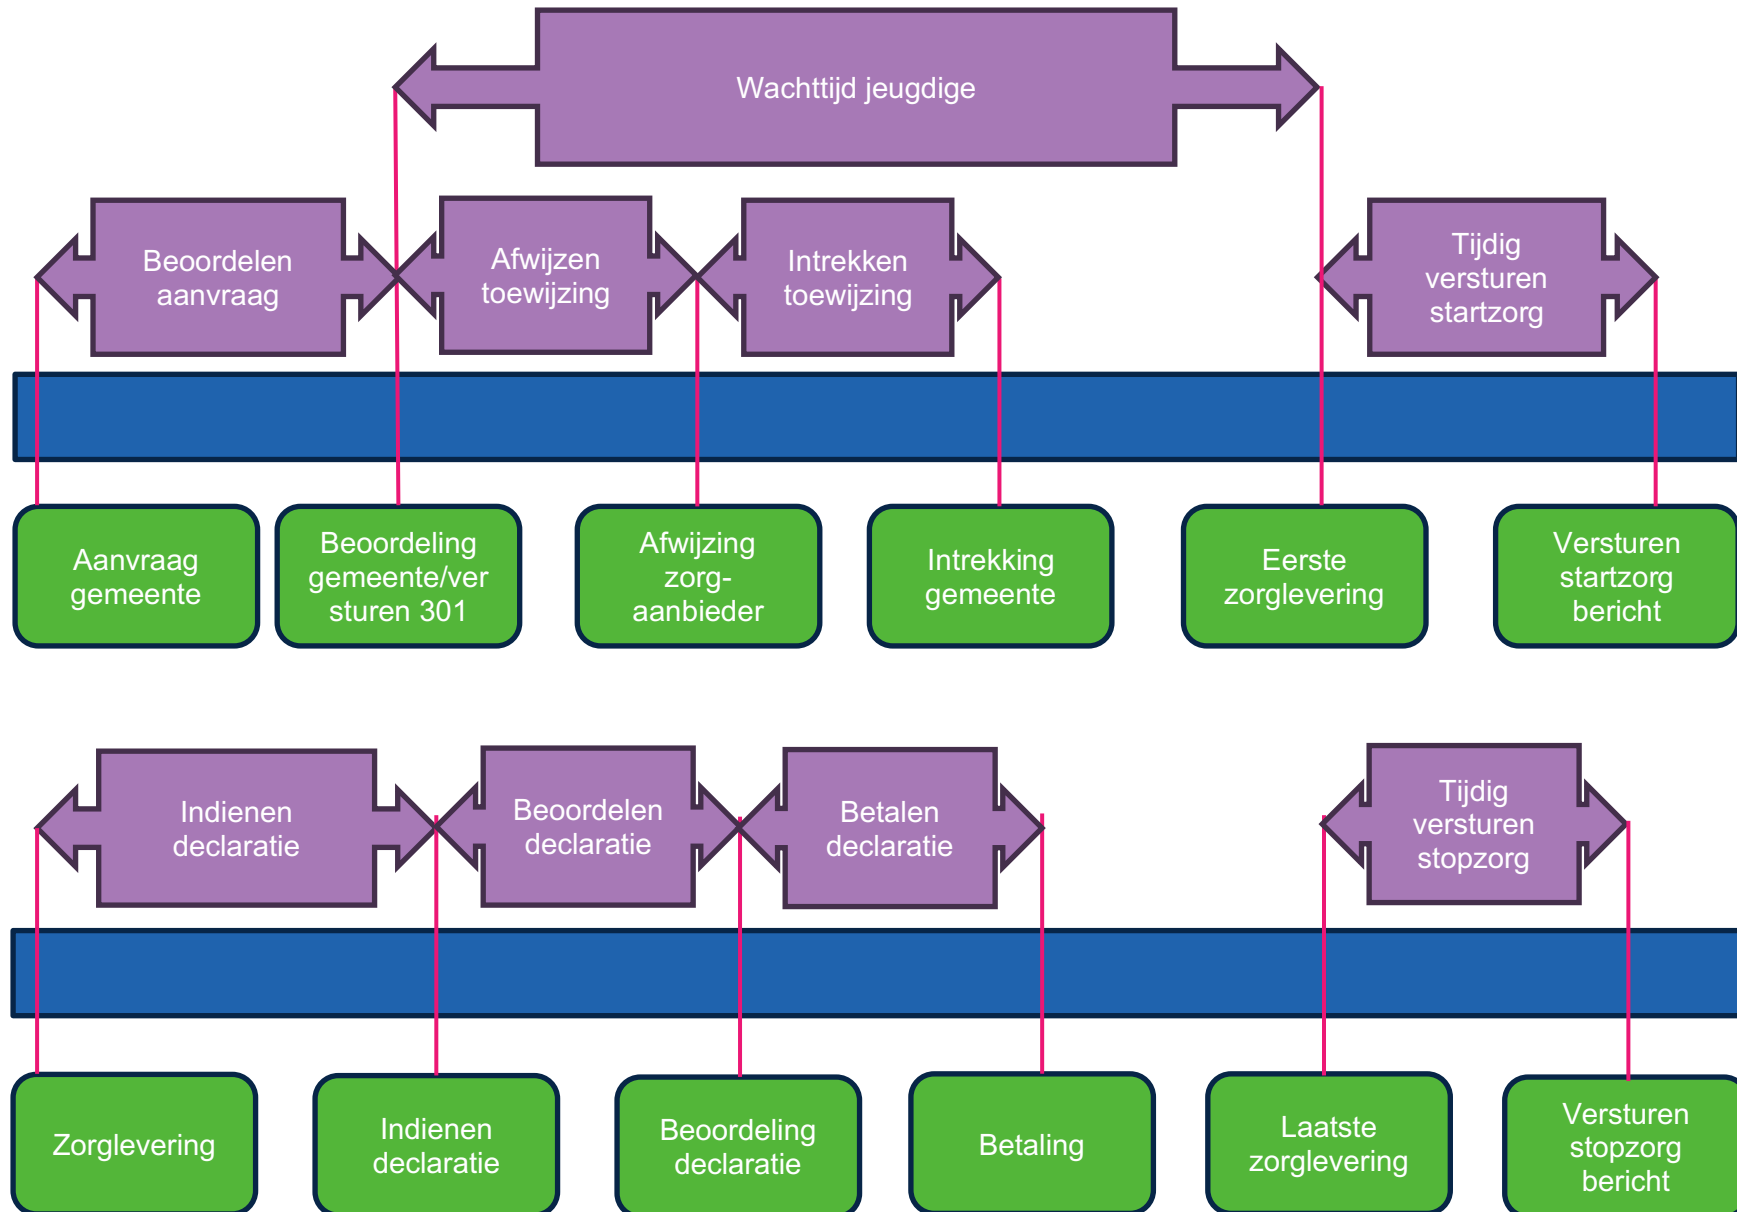 Wachttijd jeugdige
Beoordelen
aanvraag
Afwijzen
toewijzing
Intrekken
toewijzing
Tijdig
versturen
startzorg
Aanvraag
gemeente
Beoordeling
gemeente/ver
sturen 301
Afwijzing
zorg-
aanbieder
Intrekking
gemeente
Eerste
zorglevering
Versturen
startzorg
bericht
Indienen
declaratie
Beoordelen
declaratie
Betalen
declaratie
Tijdig
versturen
stopzorg
Zorglevering
Indienen
declaratie
Beoordeling
declaratie
Betaling
Laatste
zorglevering
Versturen
stopzorg
bericht